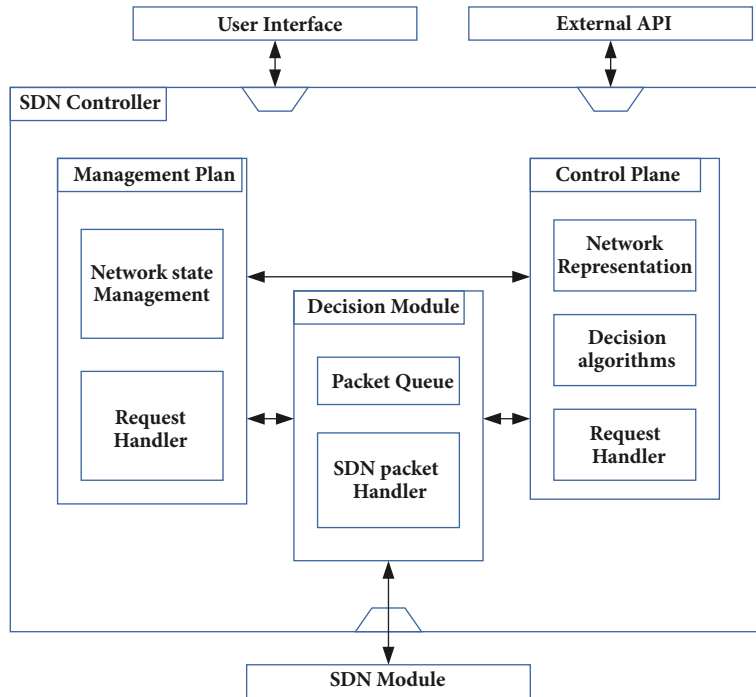 User Interface
External API
SDN Controller
Management Plan
Network state
Management
Request
Handler
Decision Module
Packet Queue
SDN packet
Handler
Control Plane
Network
Representation
Decision
algorithms
Request
Handler
SDN Module